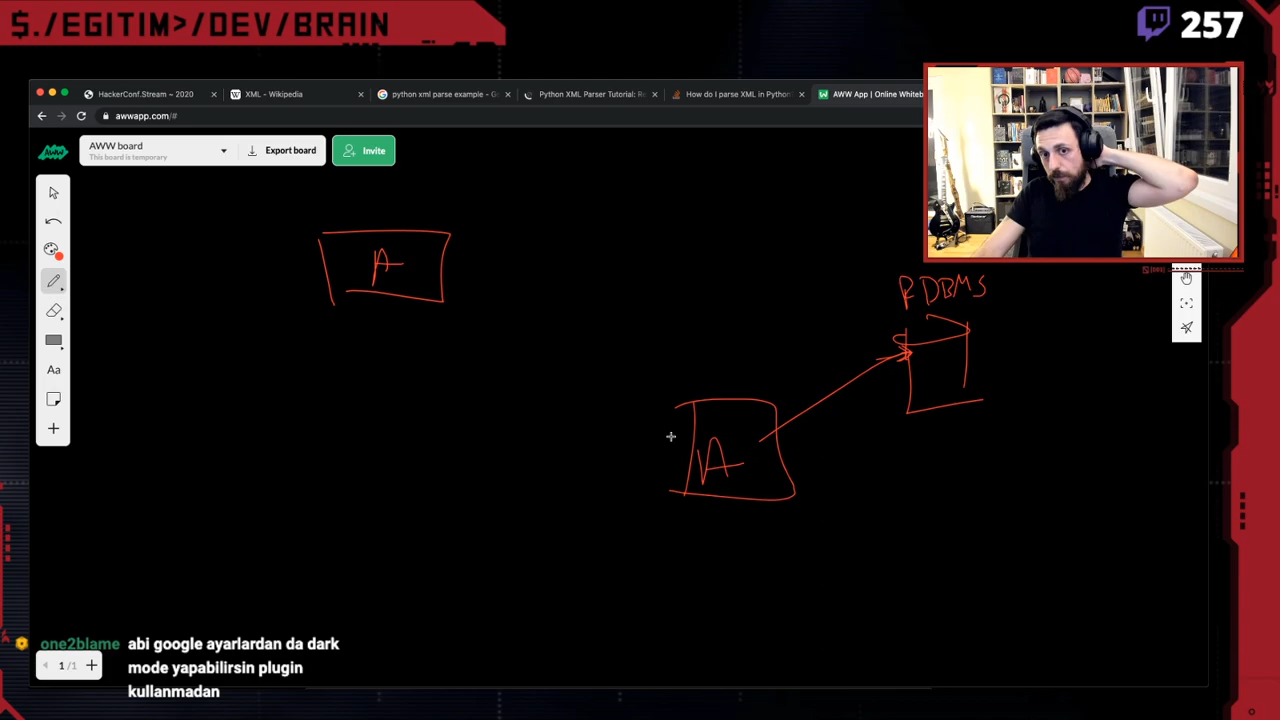 $./EGITIM>/DEV/BRAIN
257
HackerConf.Stream – 2020
XML - Wikipedia
python xml parse example - G
Python XML Parser Tutorial: Re
How do I parse XML in Python
AWW App | Online Whiteb
awwapp.com/#
AWW board
This board is temporary
Export board
Invite
AWW
A
RDBMS
A
Aa
one2blame abi google ayarlardan da dark
mode yapabilirsin plugin
kullanmadan
1/1